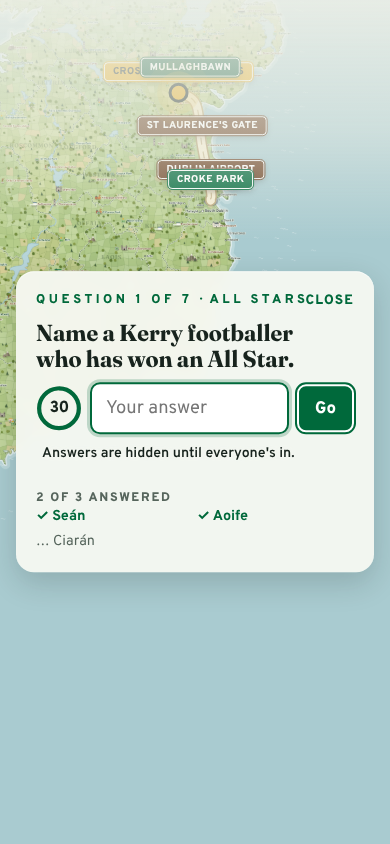 MULLAGHBAWN
CROS
ST LAURENCE'S GATE
DUBLIN AIRPORT
CROKE PARK
QUESTION 1 OF 7 · ALL STARS
CLOSE
Name a Kerry footballer
who has won an All Star.
30
Your answer
Go
Answers are hidden until everyone's in.
2 OF 3 ANSWERED
✓ Seán
✓ Aoife
… Ciarán